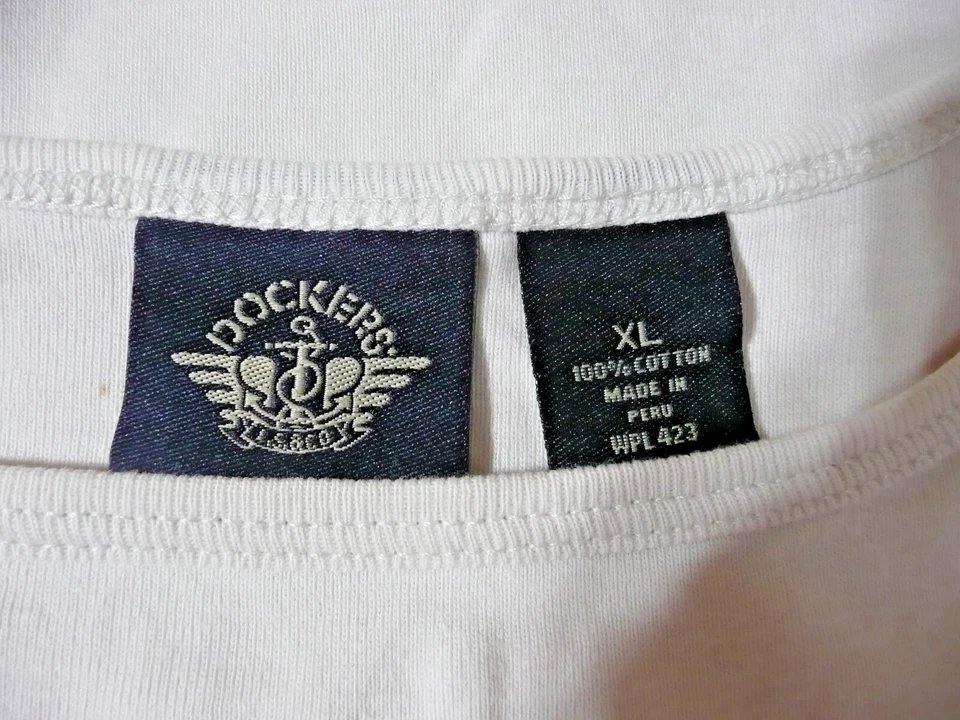 DOCKERS
XL
100% COTTON
MADE IN
PERU
WPL 423